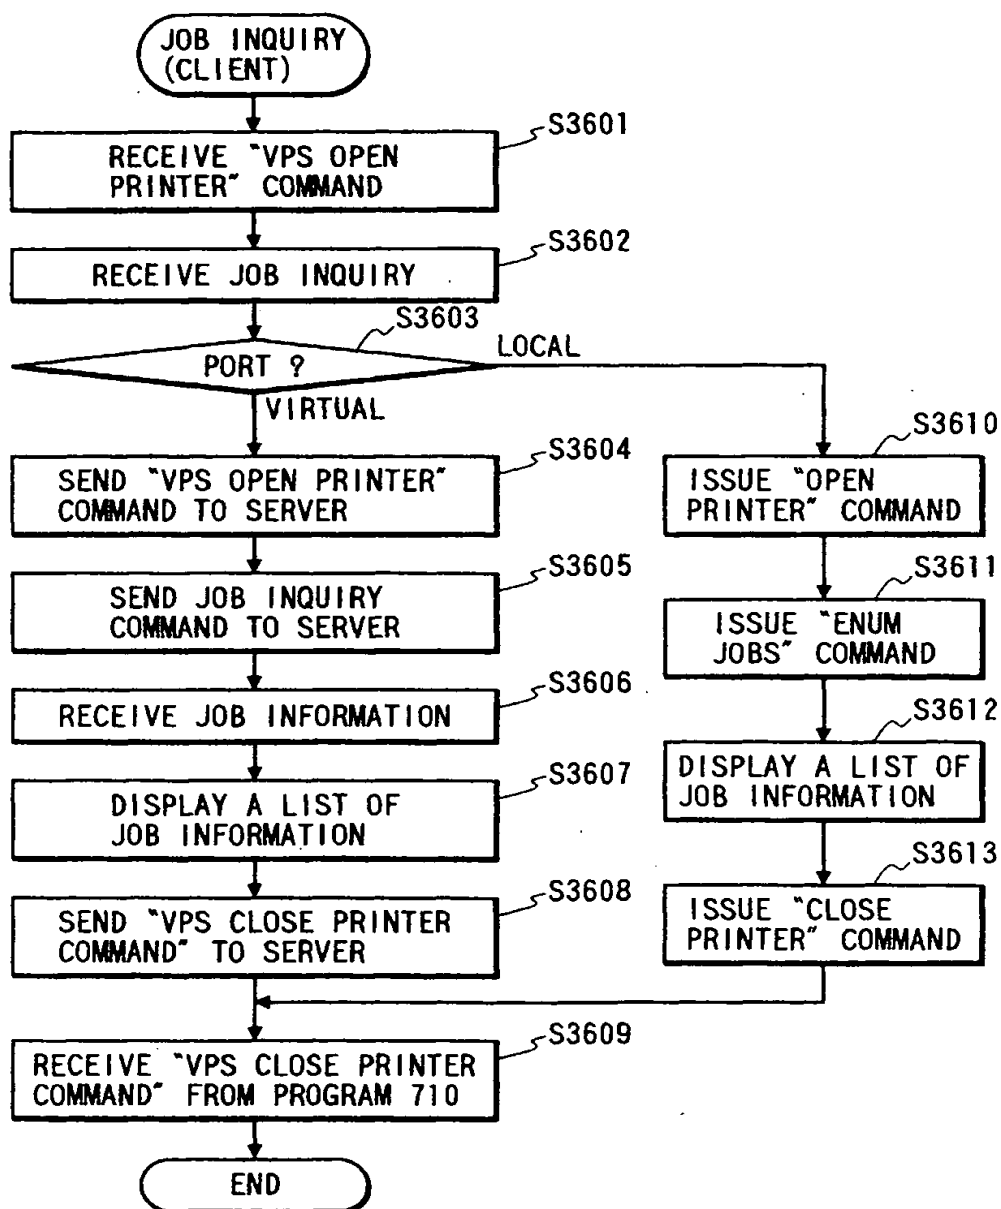 JOB INQUIRY
(CLIENT)
S3601
RECEIVE "VPS OPEN
PRINTER" COMMAND
S3602
RECEIVE JOB INQUIRY
S3603
PORT ?
LOCAL
VIRTUAL
S3604
SEND "VPS OPEN PRINTER"
COMMAND TO SERVER
S3605
SEND JOB INQUIRY
COMMAND TO SERVER
S3606
RECEIVE JOB INFORMATION
S3607
DISPLAY A LIST OF
JOB INFORMATION
S3608
SEND "VPS CLOSE PRINTER
COMMAND" TO SERVER
S3610
ISSUE "OPEN
PRINTER" COMMAND
S3611
ISSUE "ENUM
JOBS" COMMAND
S3612
DISPLAY A LIST OF
JOB INFORMATION
S3613
ISSUE "CLOSE
PRINTER" COMMAND
S3609
RECEIVE "VPS CLOSE PRINTER
COMMAND" FROM PROGRAM 710
END